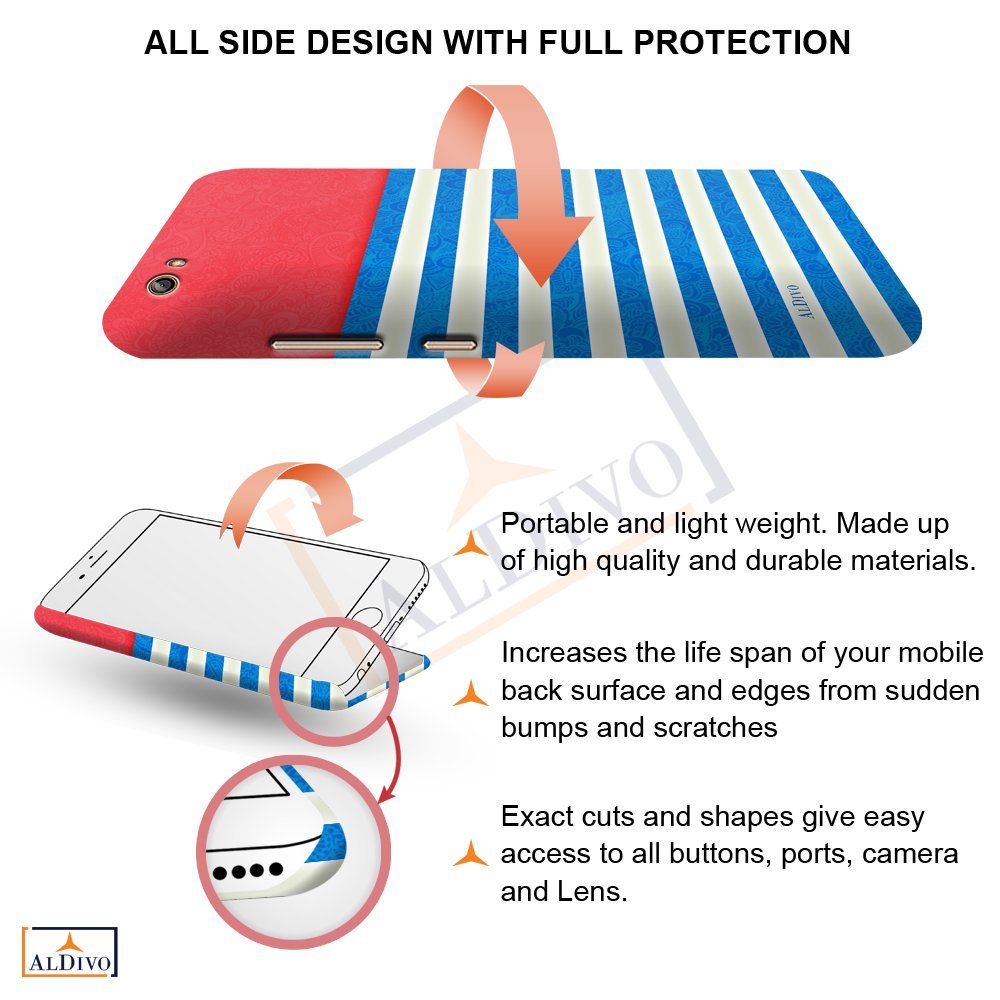 ALL SIDE DESIGN WITH FULL PROTECTION
ALDIVO
ALDIVO
Portable and light weight. Made up
of high quality and durable materials.
Increases the life span of your mobile
back surface and edges from sudden
bumps and scratches
Exact cuts and shapes give easy
access to all buttons, ports, camera
and Lens.
ALDIVO